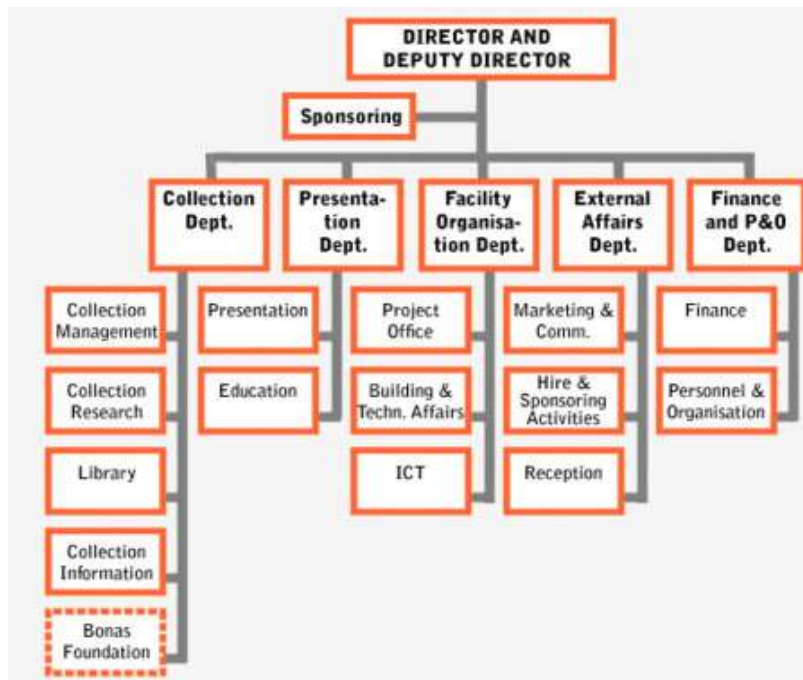 DIRECTOR AND
DEPUTY DIRECTOR
Sponsoring
Collection
Dept.
Presenta-
tion
Dept.
Facility
Organisa-
tion Dept.
External
Affairs
Dept.
Finance
and P&O
Dept.
Collection
Management
Presentation
Project
Office
Marketing &
Comm.
Finance
Collection
Research
Education
Building &
Techn. Affairs
Hire &
Sponsoring
Activities
Personnel &
Organisation
Library
ICT
Reception
Collection
Information
Bonas
Foundation